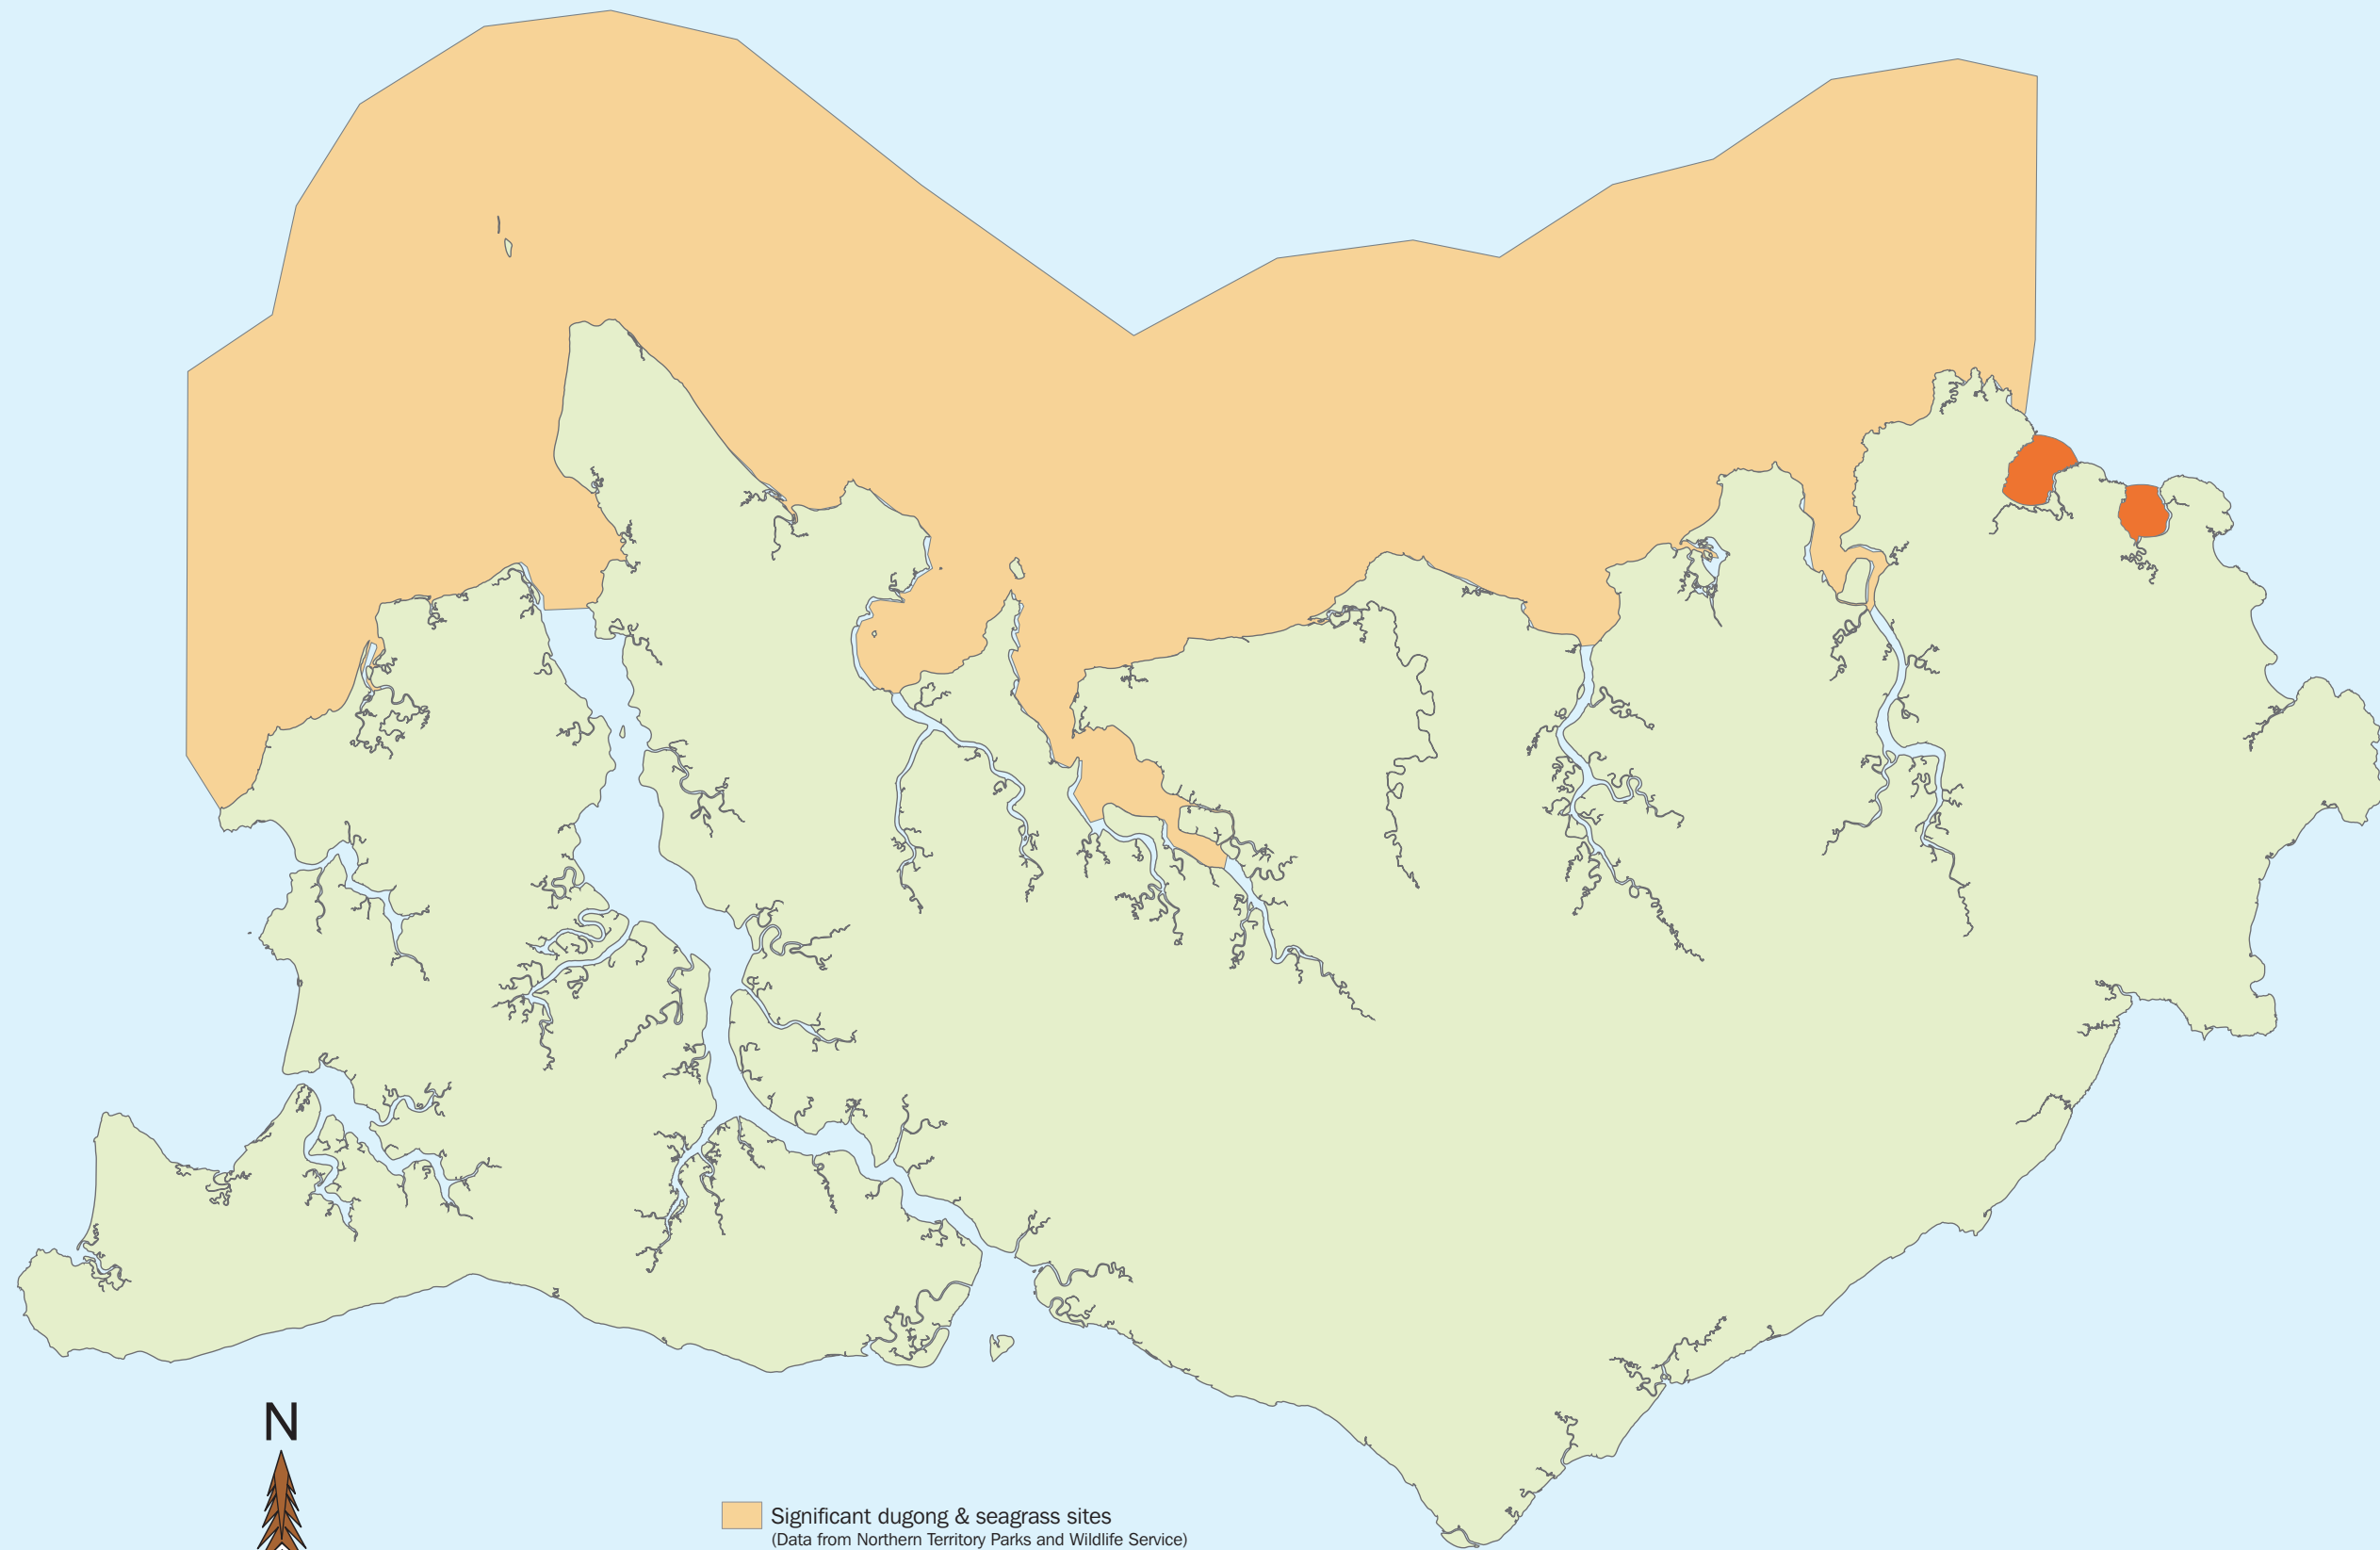 N
Significant dugong & seagrass sites
(Data from Northern Territory Parks and Wildlife Service)